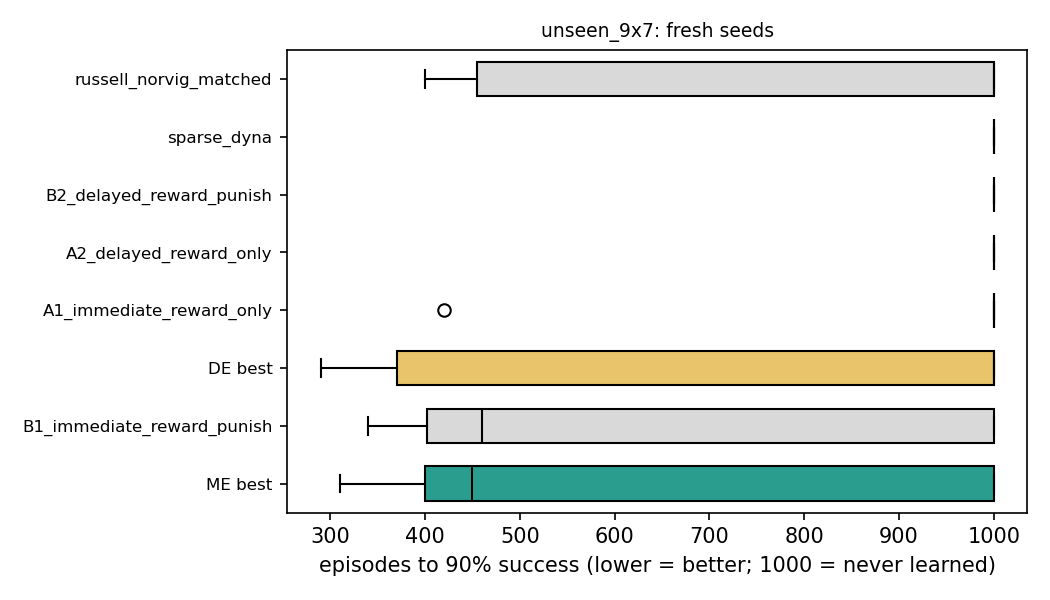 unseen_9x7: fresh seeds
russell_norvig_matched
sparse_dyna
B2_delayed_reward_punish
A2_delayed_reward_only
A1_immediate_reward_only
DE best
B1_immediate_reward_punish
ME best
300 400 500 600 700 800 900 1000
episodes to 90% success (lower = better; 1000 = never learned)